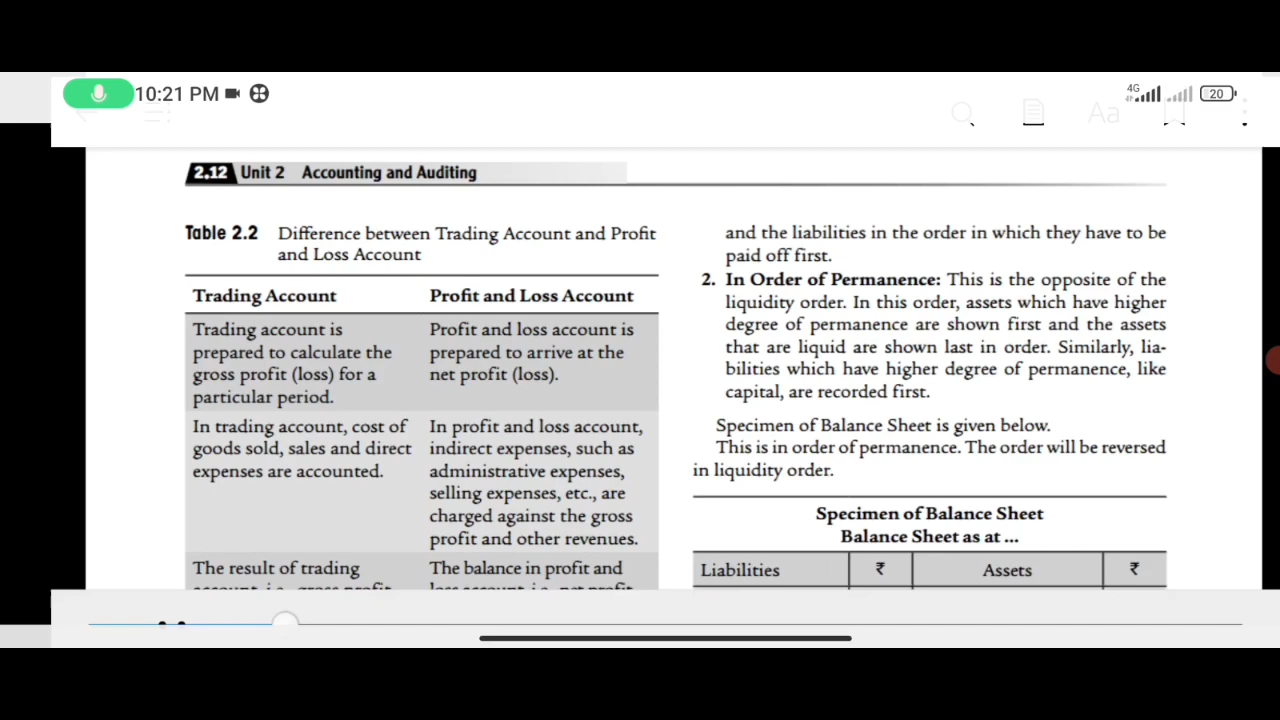 10:21 PM
4G
20
Aa
2.12 Unit 2 Accounting and Auditing
Table 2.2 Difference between Trading Account and Profit
and Loss Account
Trading Account
Profit and Loss Account
Trading account is
prepared to calculate the
gross profit (loss) for a
particular period.
Profit and loss account is
prepared to arrive at the
net profit (loss).
In trading account, cost of
goods sold, sales and direct
expenses are accounted.
In profit and loss account,
indirect expenses, such as
administrative expenses,
selling expenses, etc., are
charged against the gross
profit and other revenues.
The result of trading
account, i.e., gross profit
The balance in profit and
loss account, i.e., net profit
and the liabilities in the order in which they have to be
paid off first.
2. In Order of Permanence: This is the opposite of the
liquidity order. In this order, assets which have higher
degree of permanence are shown first and the assets
that are liquid are shown last in order. Similarly, lia-
bilities which have higher degree of permanence, like
capital, are recorded first.
Specimen of Balance Sheet is given below.
This is in order of permanence. The order will be reversed
in liquidity order.
Specimen of Balance Sheet
Balance Sheet as at ...
Liabilities ₹ Assets ₹